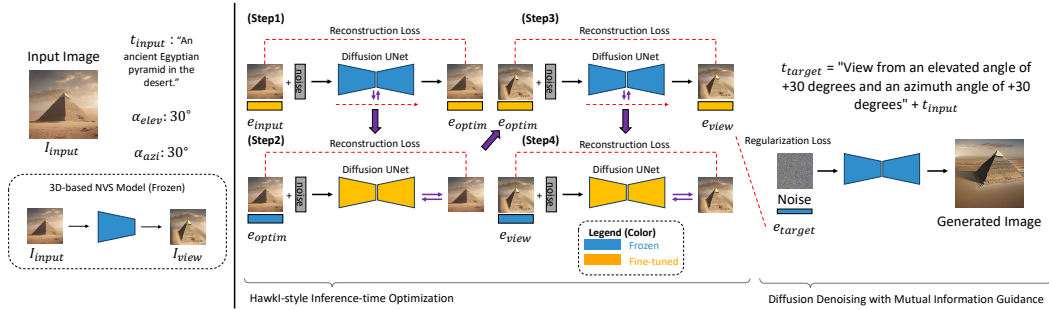 Input Image
I_input
t_input : "An
ancient Egyptian
pyramid in the
desert."
α_elev: 30°
α_azi: 30°
3D-based NVS Model (Frozen)
I_input
I_view
(Step1)
Reconstruction Loss
Diffusion UNet
+
noise
e_input
e_optim
(Step3)
Reconstruction Loss
Diffusion UNet
+
noise
e_optim
e_view
(Step2)
Reconstruction Loss
Diffusion UNet
+
noise
e_optim
(Step4)
Reconstruction Loss
Diffusion UNet
+
noise
e_view
Legend (Color)
Frozen
Fine-tuned
HawkI-style Inference-time Optimization
t_target = "View from an elevated angle of
+30 degrees and an azimuth angle of +30
degrees" + t_input
Regularization Loss
Noise
e_target
Generated Image
Diffusion Denoising with Mutual Information Guidance